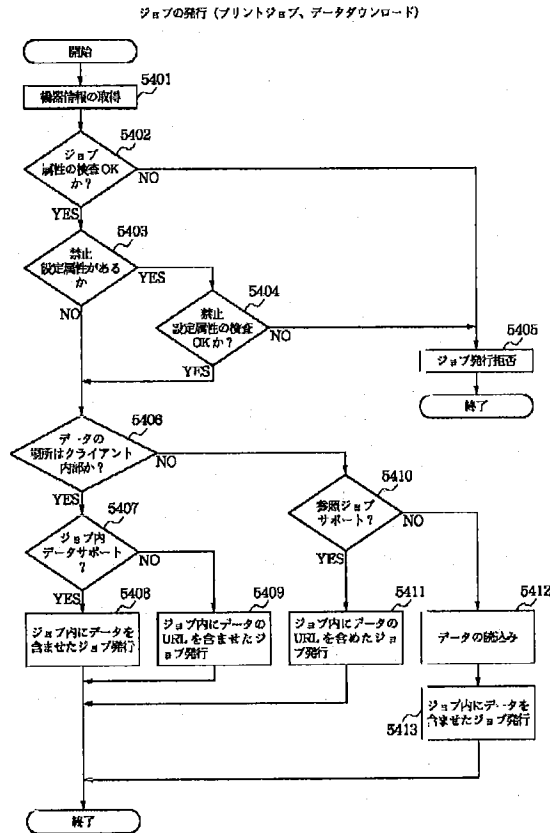 ジョブの発行（プリントジョブ、データダウンロード）
開始
5401
機器情報の取得
5402
ジョブ
属性の検査OK
か？
NO
YES
5403
禁止
設定属性がある
か
YES
NO
5404
禁止
設定属性の検査
OKか？
NO
YES
5405
ジョブ発行拒否
終了
5406
データの
場所はクライアント
内部か？
NO
YES
5407
ジョブ内
データサポート
？
NO
YES
5408
ジョブ内にデータを
含ませたジョブ発行
5409
ジョブ内にデータの
URLを含ませたジ
ョブ発行
5410
参照ジョブ
サポート？
NO
YES
5411
ジョブ内にデータの
URLを含めたジョ
ブ発行
5412
データの読込み
5413
ジョブ内にデータを
含ませたジョブ発行
終了